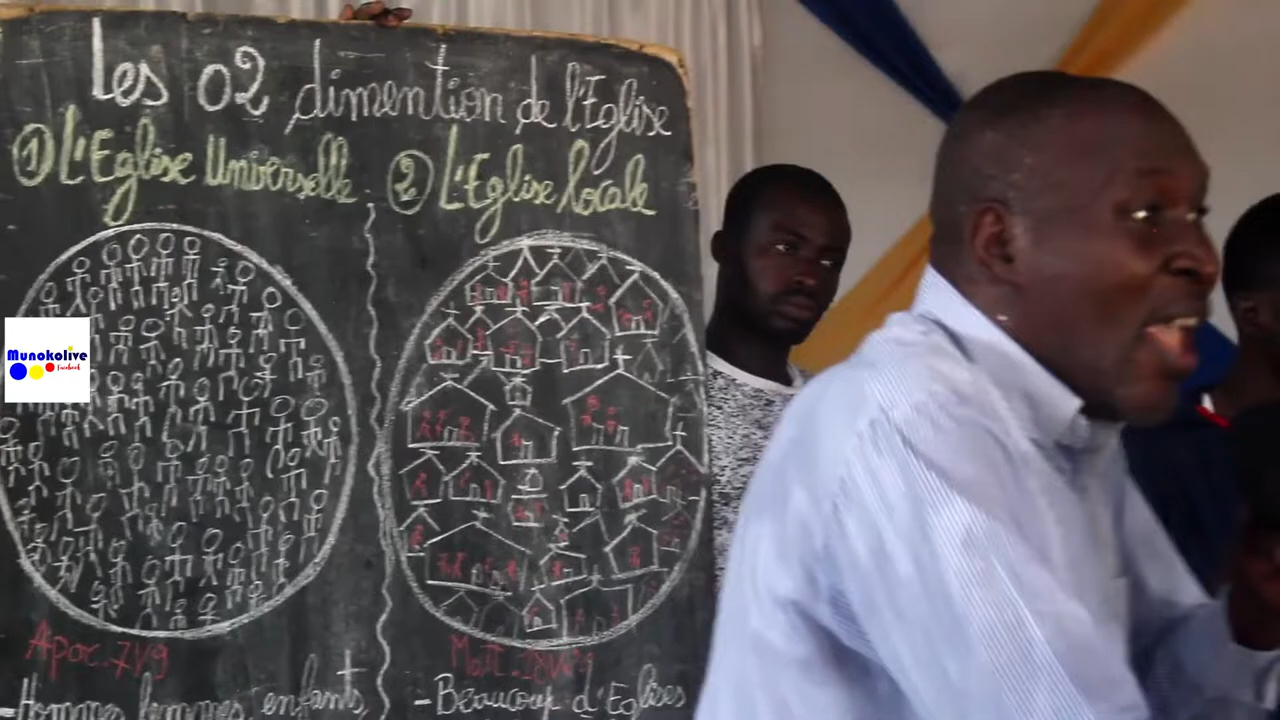 Les 02 dimention de l'Eglise
① L'Eglise Universelle
② L'Eglise locale
Munokolive
Facebook
Apoc. 7V9
Matt.
-Hommes femmes enfants,
-Beaucoup d'Eglises